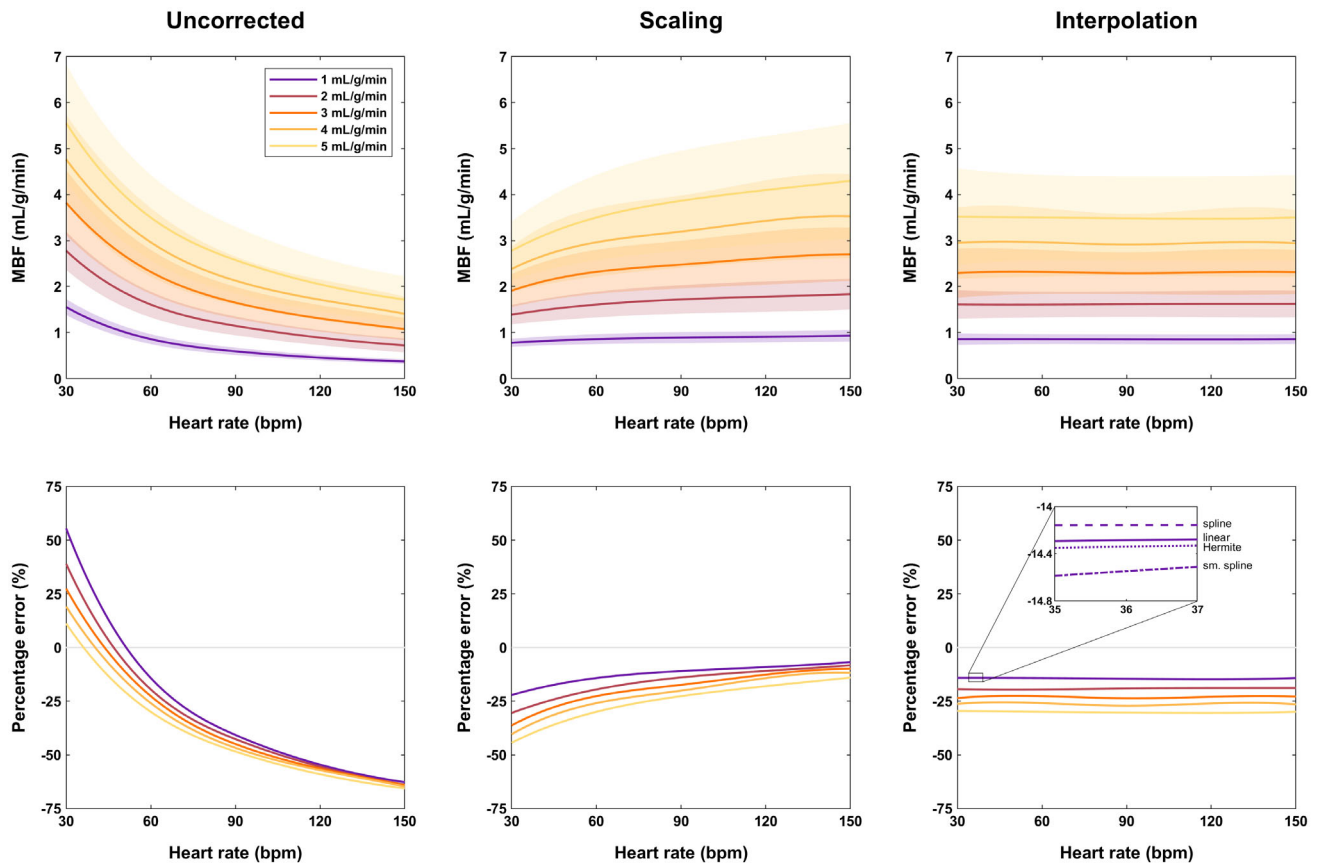 Uncorrected
Scaling
Interpolation
7
6
5
4
3
2
1
0
MBF (mL/g/min)
1 mL/g/min
2 mL/g/min
3 mL/g/min
4 mL/g/min
5 mL/g/min
30 60 90 120 150
Heart rate (bpm)
7
6
5
4
3
2
1
0
MBF (mL/g/min)
30 60 90 120 150
Heart rate (bpm)
7
6
5
4
3
2
1
0
MBF (mL/g/min)
30 60 90 120 150
Heart rate (bpm)
75
50
25
0
-25
-50
-75
Percentage error (%)
30 60 90 120 150
Heart rate (bpm)
75
50
25
0
-25
-50
-75
Percentage error (%)
30 60 90 120 150
Heart rate (bpm)
75
50
25
0
-25
-50
-75
Percentage error (%)
-14
-14.4
-14.8
35 36 37
spline
linear
Hermite
sm. spline
30 60 90 120 150
Heart rate (bpm)